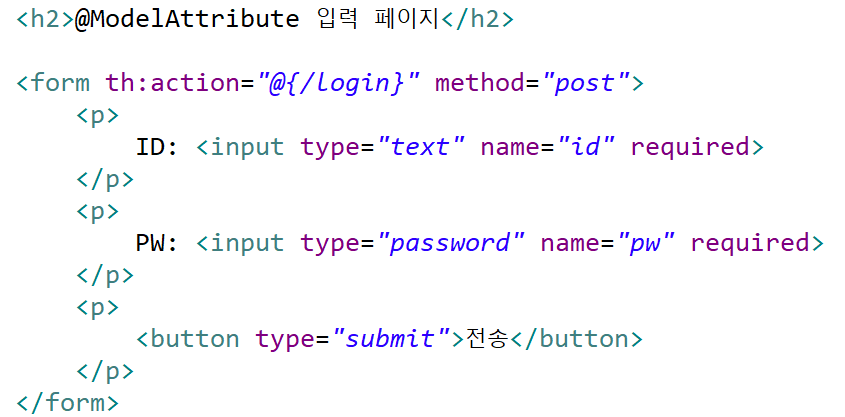 <h2>@ModelAttribute 입력 페이지</h2>
<form th:action="@{/login}" method="post">
<p>
ID: <input type="text" name="id" required>
</p>
<p>
PW: <input type="password" name="pw" required>
</p>
<p>
<button type="submit">전송</button>
</p>
</form>